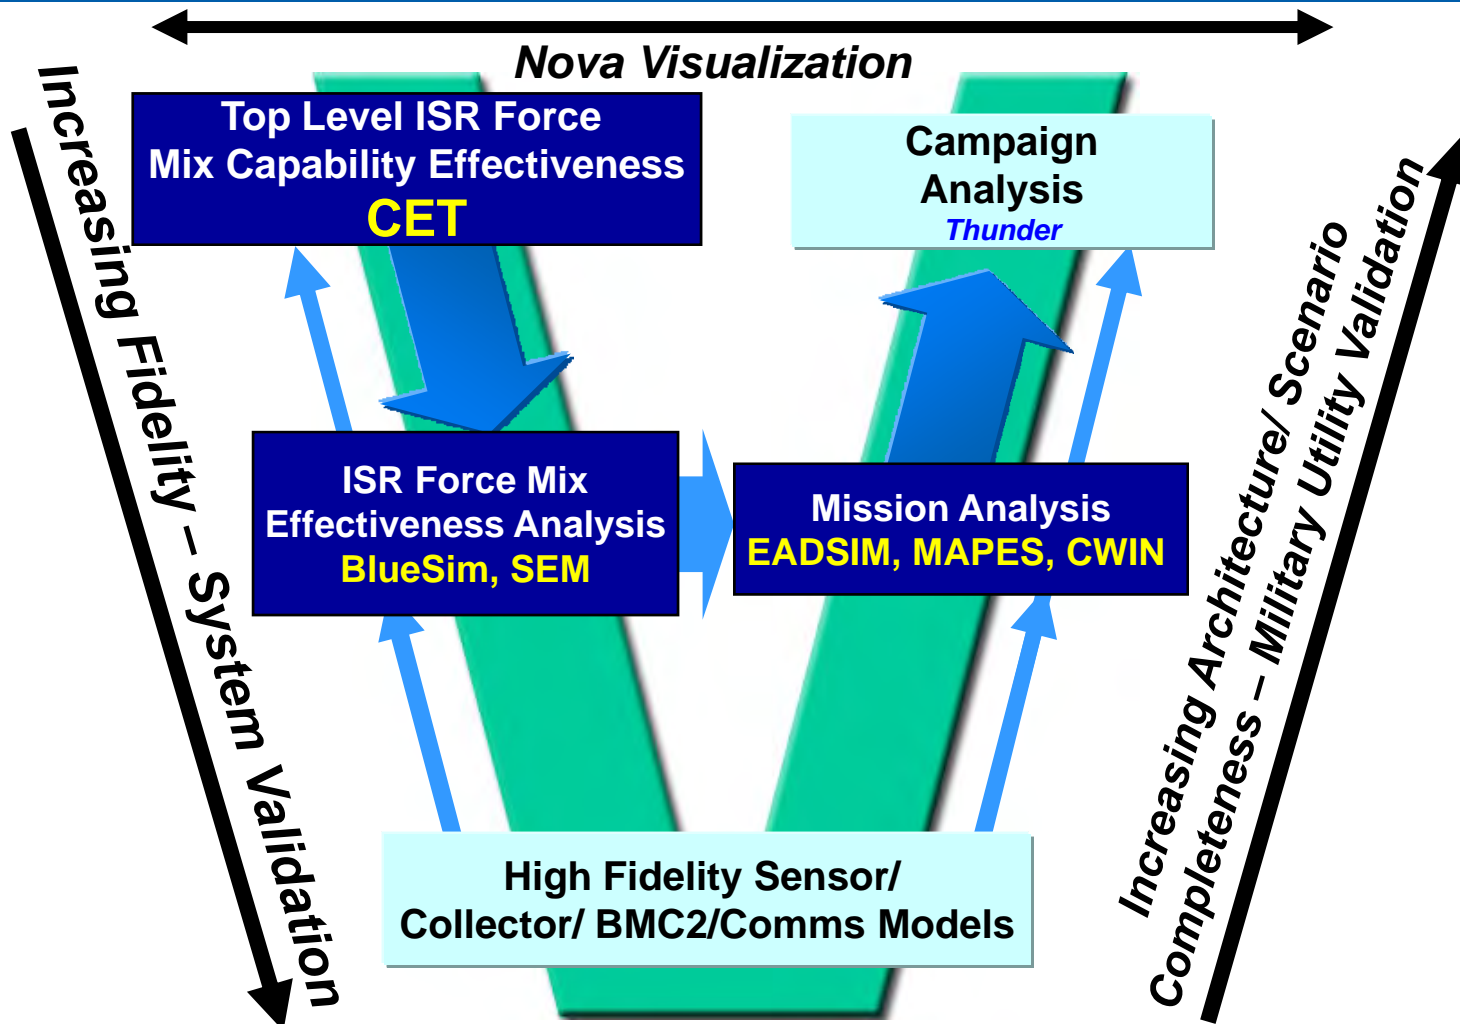 Nova Visualization
Increasing Fidelity – System Validation
Top Level ISR Force
Mix Capability Effectiveness
CET
Campaign
Analysis
Thunder
ISR Force Mix
Effectiveness Analysis
BlueSim, SEM
Mission Analysis
EADSIM, MAPES, CWIN
High Fidelity Sensor/
Collector/ BMC2/Comms Models
Increasing Architecture/ Scenario
Completeness – Military Utility Validation